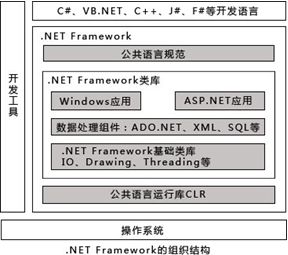 C#、VB.NET、C++、J#、F#等开发语言
开发工具
.NET Framework
公共语言规范
.NET Framework类库
Windows应用
ASP.NET应用
数据处理组件：ADO.NET、XML、SQL等
.NET Framework基础类库
IO、Drawing、Threading等
公共语言运行库CLR
操作系统
.NET Framework的组织结构